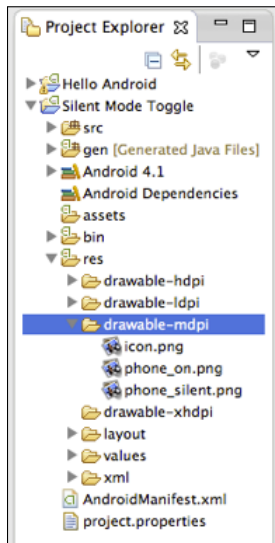 Project Explorer
Hello Android
Silent Mode Toggle
src
gen [Generated Java Files]
Android 4.1
Android Dependencies
assets
bin
res
drawable-hdpi
drawable-ldpi
drawable-mdpi
icon.png
phone_on.png
phone_silent.png
drawable-xhdpi
layout
values
xml
AndroidManifest.xml
project.properties